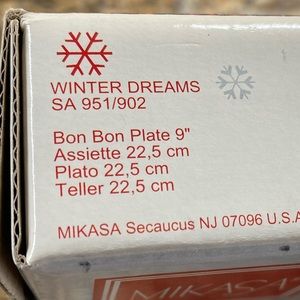 WINTER DREAMS
SA 951/902
Bon Bon Plate 9"
Assiette 22,5 cm
Plato 22,5 cm
Teller 22,5 cm
MIKASA Secaucus NJ 07096 U.S.A
MIKASA